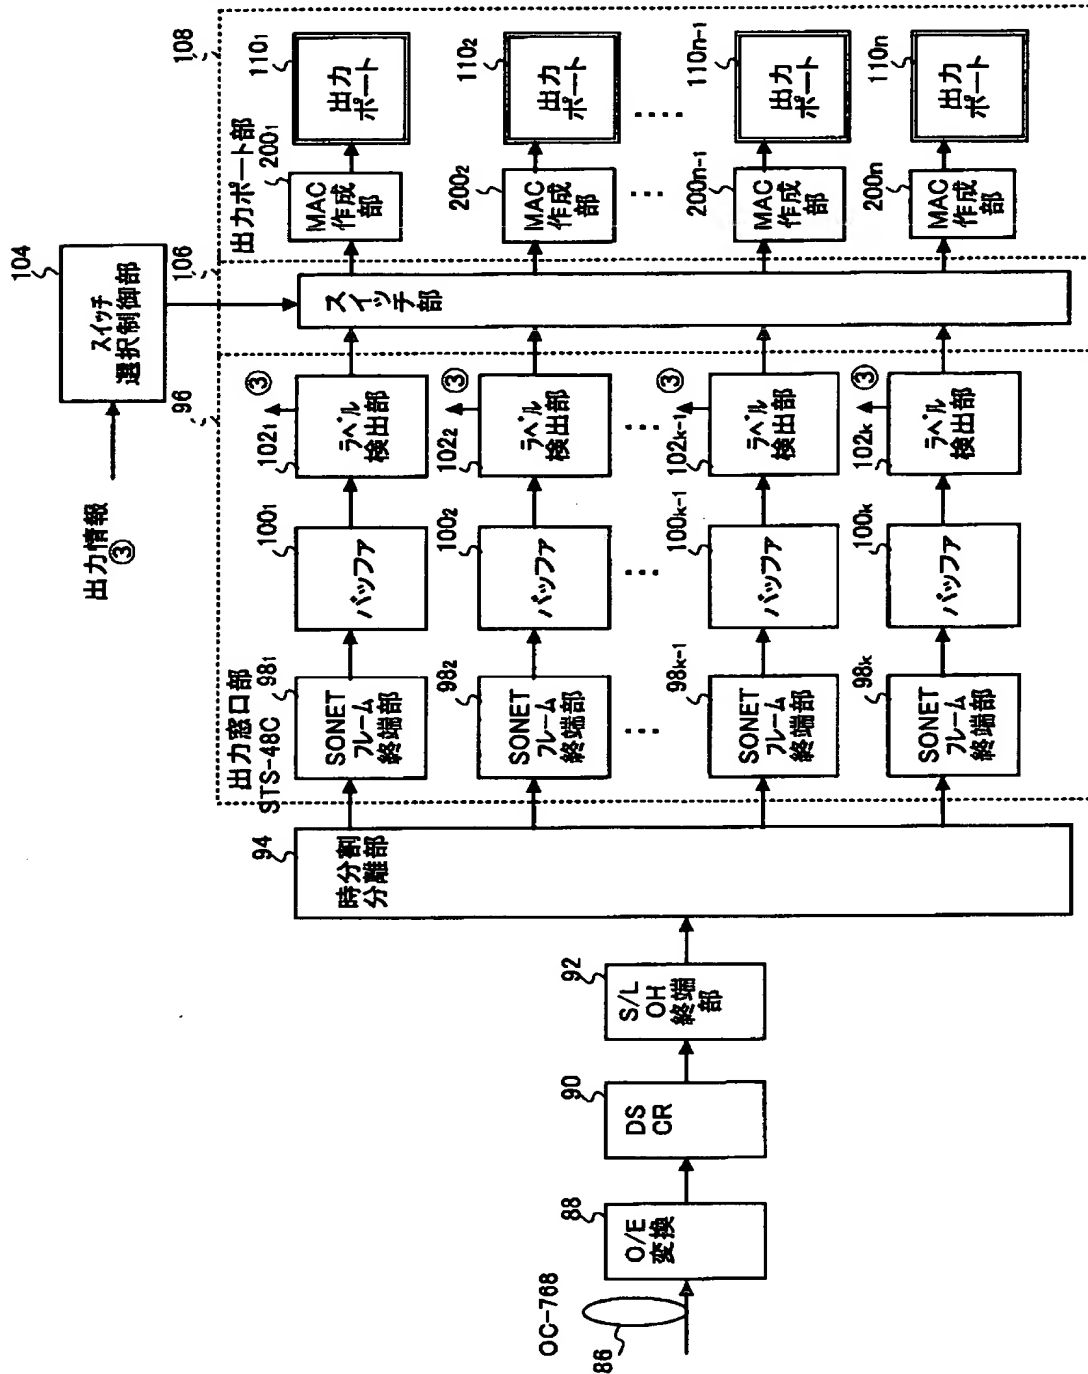 OC-768
86
88
O/E
変換
90
DS
CR
92
S/L
OH
終端
部
94
時分割
分離部
出力窓口部
STS-48C
96
98₁
SONET
フレーム
終端部
100₁
バッファ
102₁
③
ラベル
検出部
98₂
SONET
フレーム
終端部
100₂
バッファ
102₂
③
ラベル
検出部
98k-1
SONET
フレーム
終端部
100k-1
バッファ
102k-1
③
ラベル
検出部
98k
SONET
フレーム
終端部
100k
バッファ
102k
③
ラベル
検出部
出力情報
③
104
スイッチ
選択制御部
106
スイッチ
部
108
出力ポート部
200₁
MAC
作成
部
110₁
出力
ポート
200₂
MAC
作成
部
110₂
出力
ポート
200n-1
MAC
作成
部
110n-1
出力
ポート
200n
MAC
作成
部
110n
出力
ポート